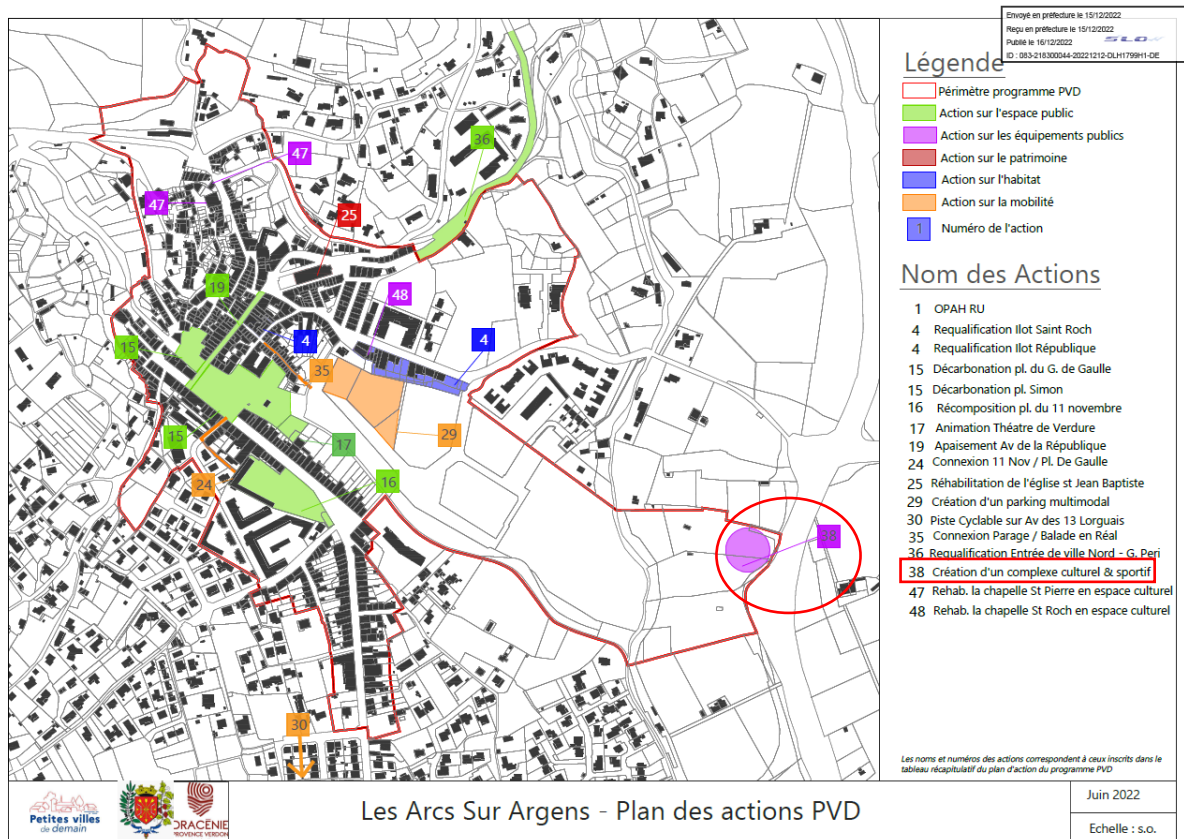 Envoyé en préfecture le 15/12/2022
Reçu en préfecture le 15/12/2022
Publié le 16/12/2022
SLO
ID : 083-218300044-20221212-DLH1799H1-DE
Légende
Périmètre programme PVD
Action sur l'espace public
Action sur les équipements publics
Action sur le patrimoine
Action sur l'habitat
Action sur la mobilité
1 Numéro de l'action
Nom des Actions
1 OPAH RU
4 Requalification Ilot Saint Roch
4 Requalification Ilot République
15 Décarbonation pl. du G. de Gaulle
15 Décarbonation pl. Simon
16 Récomposition pl. du 11 novembre
17 Animation Théatre de Verdure
19 Apaisement Av de la République
24 Connexion 11 Nov / Pl. De Gaulle
25 Réhabilitation de l'église st Jean Baptiste
29 Création d'un parking multimodal
30 Piste Cyclable sur Av des 13 Lorguais
35 Connexion Parage / Balade en Réal
36 Requalification Entrée de ville Nord - G. Peri
38 Création d'un complexe culturel & sportif
47 Rehab. la chapelle St Pierre en espace culturel
48 Rehab. la chapelle St Roch en espace culturel
36
47
47
25
19
48
4
4
15
35
29
15
17
24
16
38
30
Les noms et numéros des actions correspondent à ceux inscrits dans le
tableau récapitulatif du plan d'action du programme PVD
Petites villes
de demain
DRACÉNIE
PROVENCE VERDON
Les Arcs Sur Argens - Plan des actions PVD
Juin 2022
Echelle : s.o.